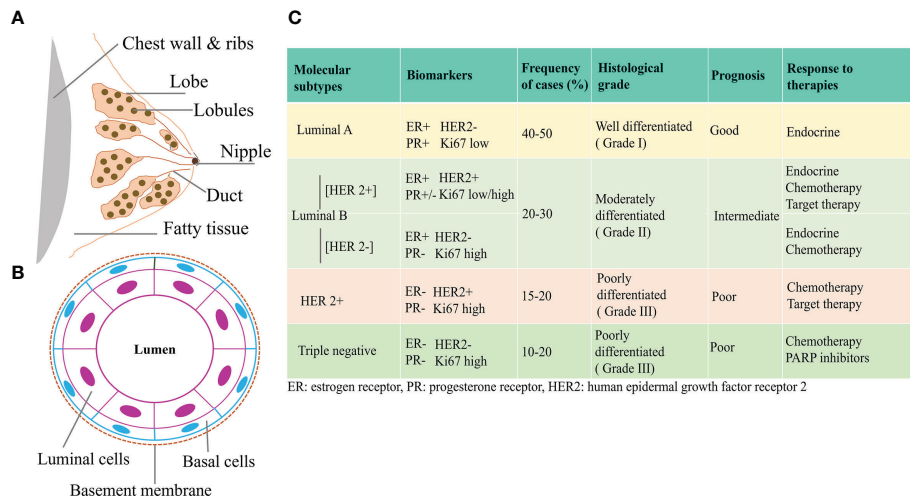 A
Chest wall & ribs
Lobe
Lobules
Nipple
Duct
Fatty tissue
B
Lumen
Luminal cells
Basal cells
Basement membrane
C
Molecular subtypes
Biomarkers
Frequency of cases (%)
Histological grade
Prognosis
Response to therapies
Luminal A
ER+ HER2-
PR+ Ki67 low
40-50
Well differentiated
( Grade I)
Good
Endocrine
Luminal B
[HER 2+]
ER+ HER2+
PR+/- Ki67 low/high
20-30
Moderately
differentiated
( Grade II)
Intermediate
Endocrine
Chemotherapy
Target therapy
[HER 2-]
ER+ HER2-
PR- Ki67 high
Endocrine
Chemotherapy
HER 2+
ER- HER2+
PR- Ki67 high
15-20
Poorly
differentiated
( Grade III)
Poor
Chemotherapy
Target therapy
Triple negative
ER- HER2-
PR- Ki67 high
10-20
Poorly
differentiated
( Grade III)
Poor
Chemotherapy
PARP inhibitors
ER: estrogen receptor, PR: progesterone receptor, HER2: human epidermal growth factor receptor 2